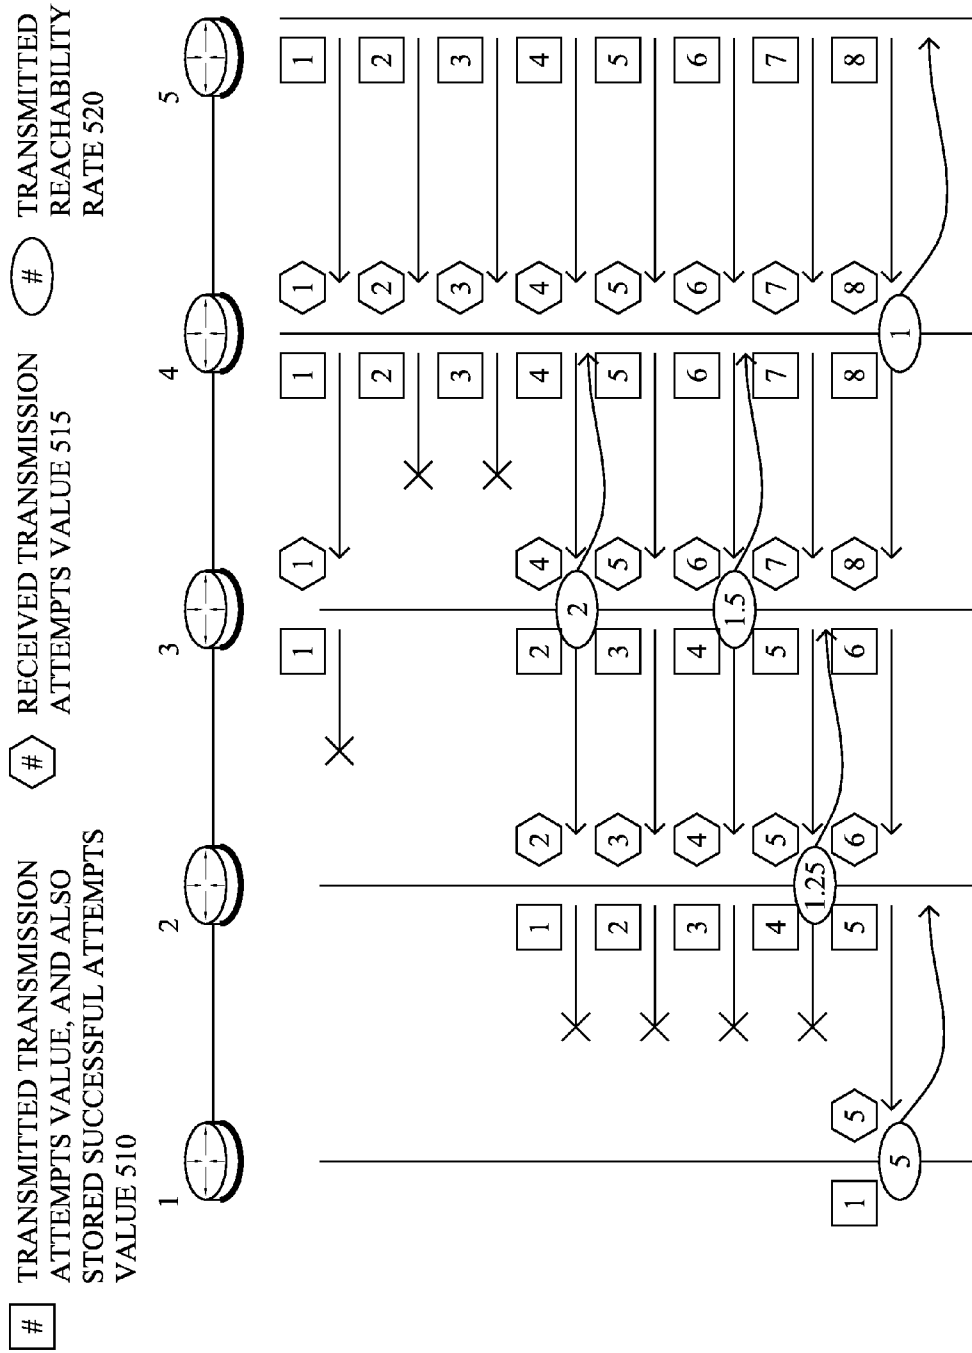 # TRANSMITTED TRANSMISSION
ATTEMPTS VALUE, AND ALSO
STORED SUCCESSFUL ATTEMPTS
VALUE 510
# RECEIVED TRANSMISSION
ATTEMPTS VALUE 515
# TRANSMITTED
REACHABILITY
RATE 520
1 2 3 4 5
1 1 1 1 1
2 2 2
3 3 3
1 2 2 4 4 4 4
2
2 3 3 5 5 5 5
3 4 4 6 6 6 6
1.5
4 5 5 7 7 7 7
1.25
1 5 5 6 6 8 8 8 8
5 1